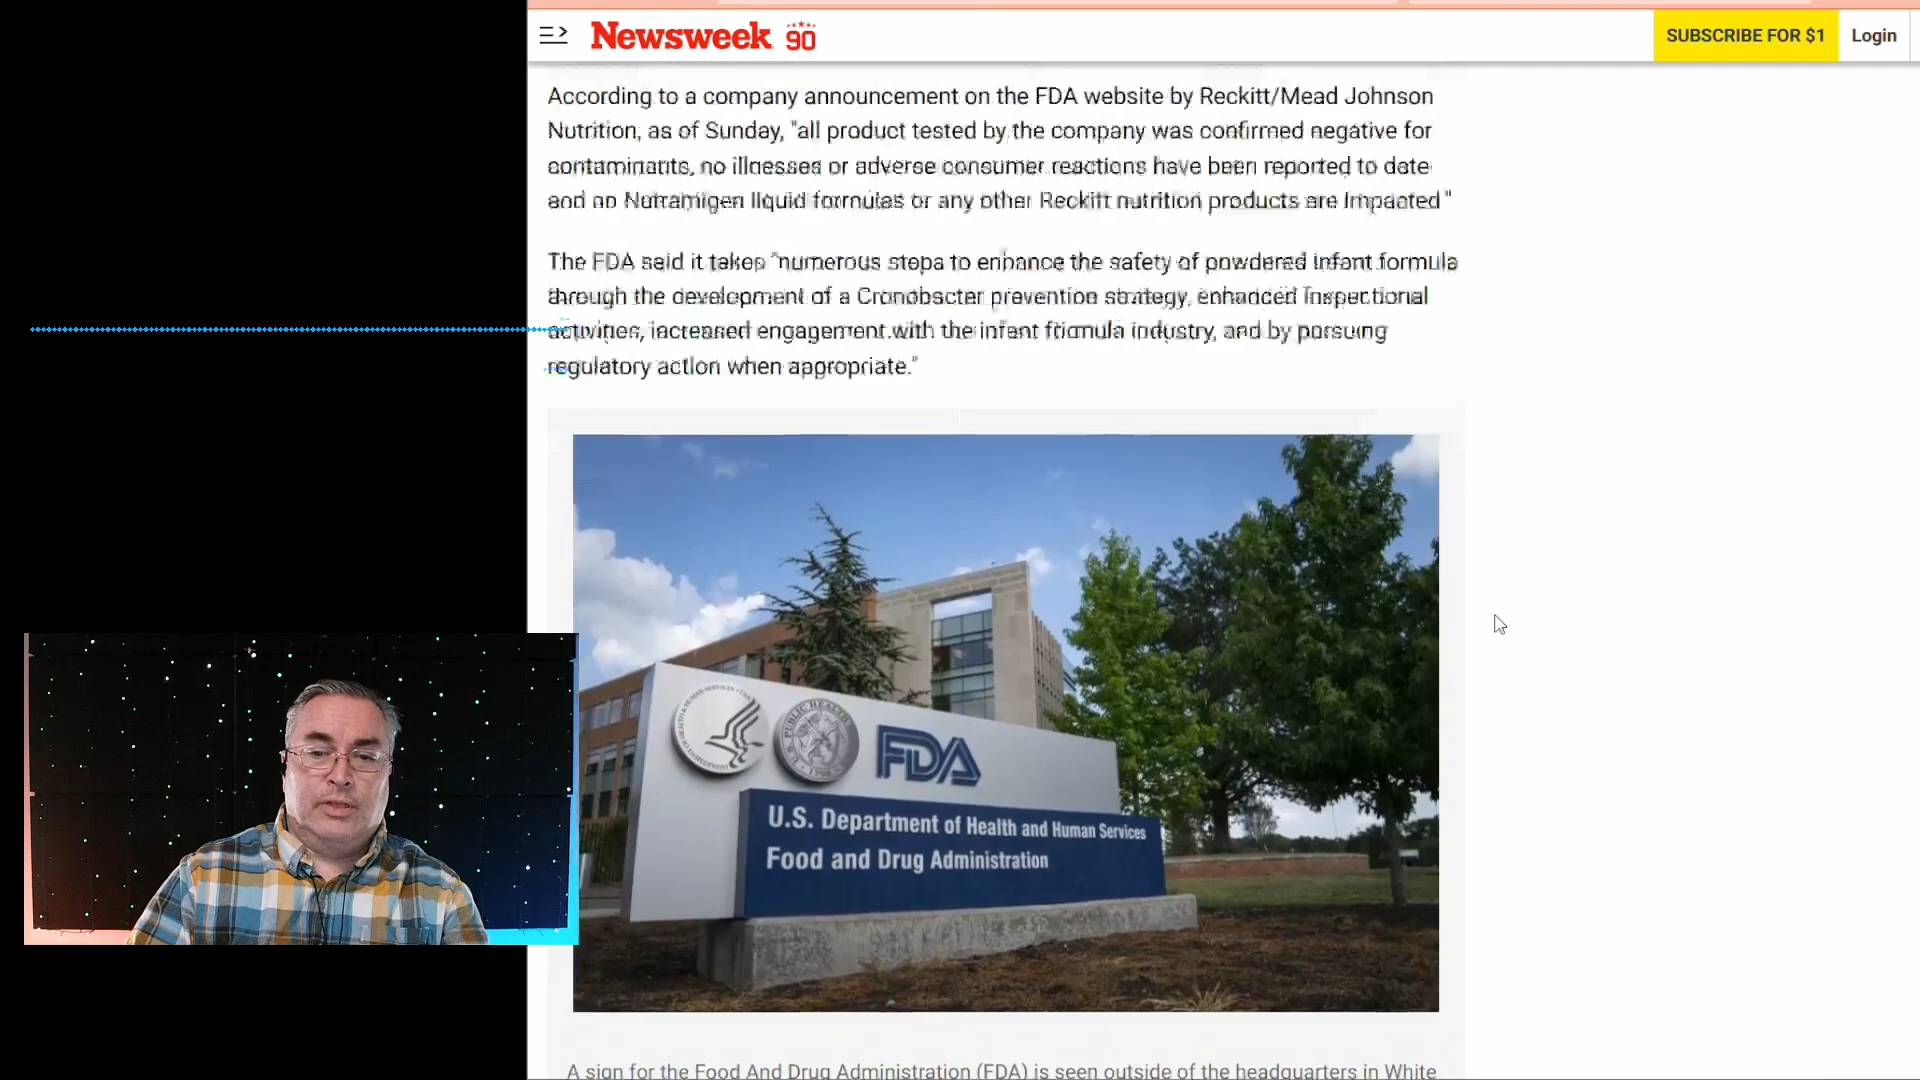 Newsweek 90
SUBSCRIBE FOR $1
Login
According to a company announcement on the FDA website by Reckitt/Mead Johnson
Nutrition, as of Sunday, "all product tested by the company was confirmed negative for
contaminants, no illnesses or adverse consumer reactions have been reported to date
and no Nutramigen liquid formulas or any other Reckitt nutrition products are impacted"
The FDA said it takes "numerous steps to enhance the safety of powdered infant formula
through the development of a Cronobacter prevention strategy, enhanced inspectional
activities, increased engagement with the infant formula industry, and by pursuing
regulatory action when appropriate."
PUBLIC HEALTH
1798
FDA
U.S. Department of Health and Human Services
Food and Drug Administration
A sign for the Food And Drug Administration (FDA) is seen outside of the headquarters in White